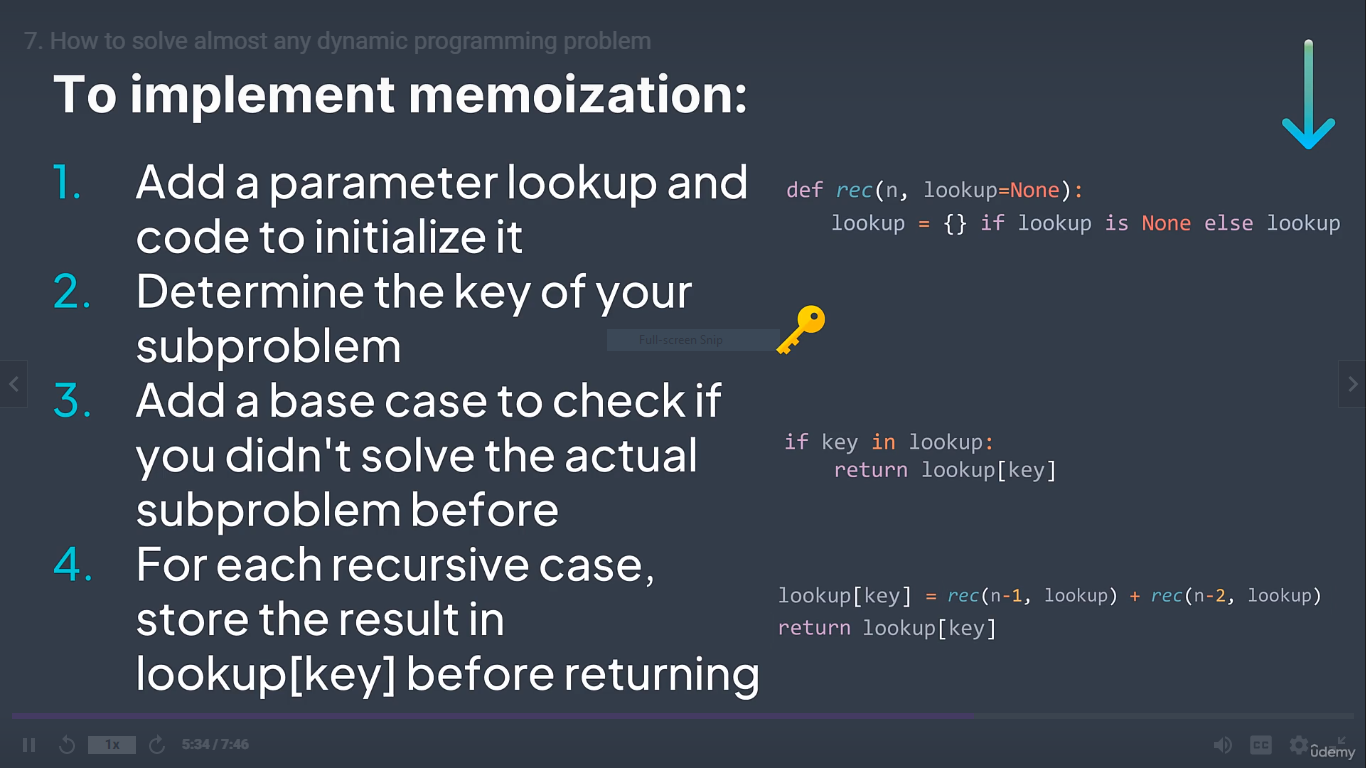 7. How to solve almost any dynamic programming problem
To implement memoization:
1. Add a parameter lookup and
code to initialize it
def rec(n, lookup=None):
lookup = {} if lookup is None else lookup
2. Determine the key of your
subproblem
Full-screen Snip
3. Add a base case to check if
you didn't solve the actual
subproblem before
if key in lookup:
return lookup[key]
4. For each recursive case,
store the result in
lookup[key] before returning
lookup[key] = rec(n-1, lookup) + rec(n-2, lookup)
return lookup[key]
1x
5:34 / 7:46
CC
udemy